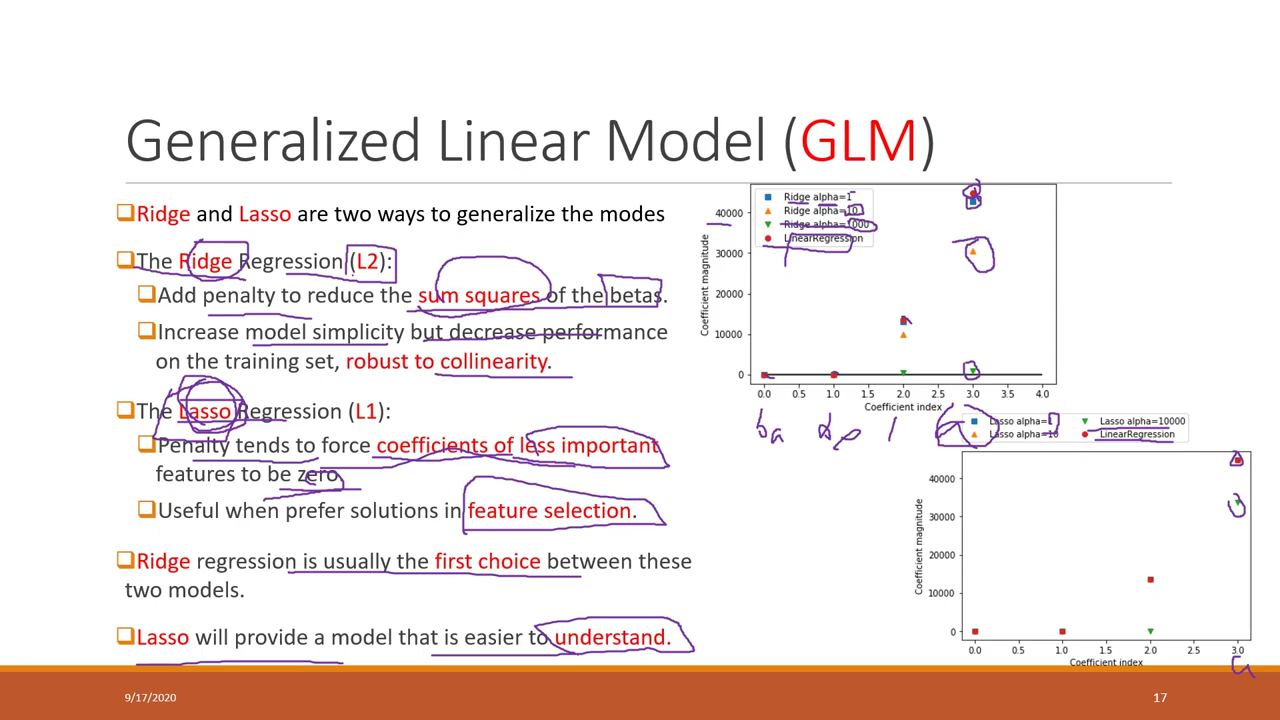 Generalized Linear Model (GLM)
Ridge and Lasso are two ways to generalize the modes
The Ridge Regression (L2):
Add penalty to reduce the sum squares of the betas.
Increase model simplicity but decrease performance
on the training set, robust to collinearity.
The Lasso Regression (L1):
Penalty tends to force coefficients of less important
features to be zero
Useful when prefer solutions in feature selection.
Ridge regression is usually the first choice between these
two models.
Lasso will provide a model that is easier to understand.
Ridge alpha=1
Ridge alpha=10
Ridge alpha=1000
LinearRegression
Coefficient magnitude
40000
30000
20000
10000
0
0.0 0.5 1.0 1.5 2.0 2.5 3.0 3.5 4.0
Coefficient index
Lasso alpha=1
Lasso alpha=10
Lasso alpha=10000
LinearRegression
Coefficient magnitude
40000
30000
20000
10000
0
0.0 0.5 1.0 1.5 2.0 2.5 3.0
Coefficient index
9/17/2020
17